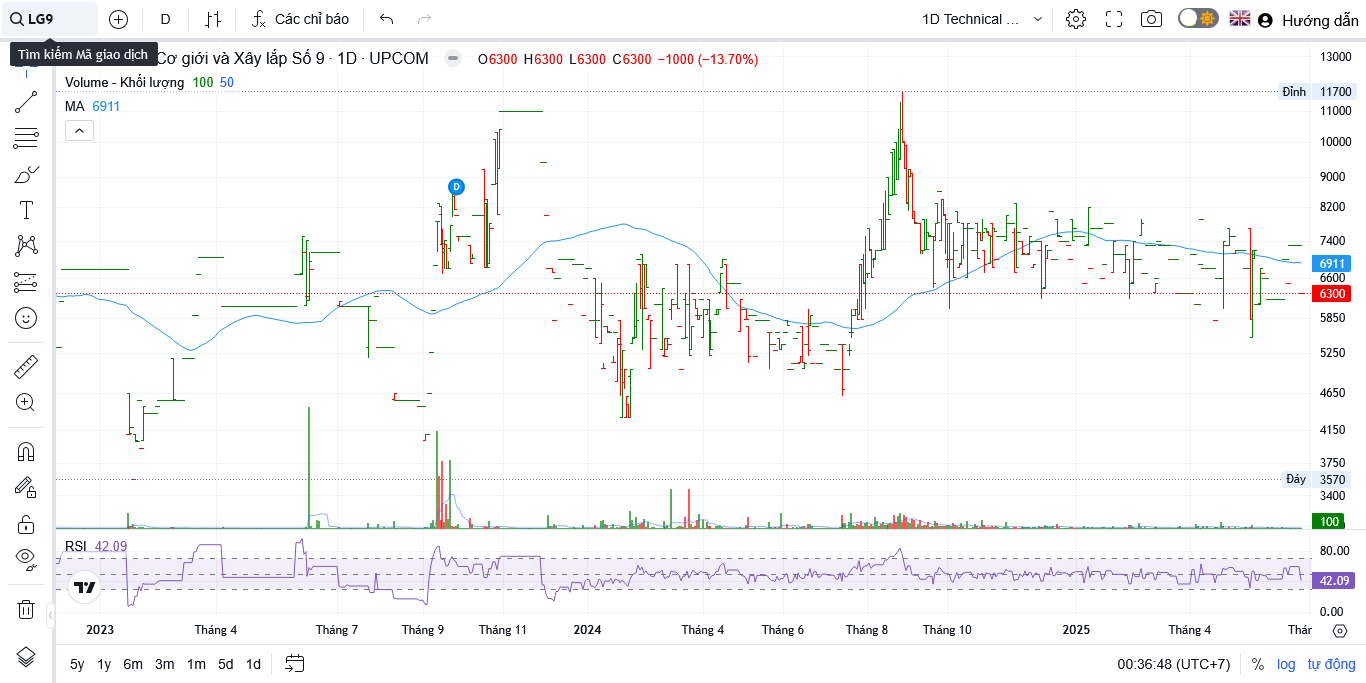 LG9
D
Các chỉ báo
1D Technical ...
Hướng dẫn
Tìm kiếm Mã giao dịch
Cơ giới và Xây lắp Số 9 · 1D · UPCOM
O6300 H6300 L6300 C6300 −1000 (−13.70%)
Volume - Khối lượng 100 50
MA 6911
D
13000
Đỉnh 11700
11000
10000
9000
8200
7400
6911
6600
6300
5850
5250
4650
4150
3750
Đáy 3570
3400
100
RSI 42.09
80.00
42.09
0.00
2023 Tháng 4 Tháng 7 Tháng 9 Tháng 11 2024 Tháng 4 Tháng 6 Tháng 8 Tháng 10 2025 Tháng 4 Thár
5y 1y 6m 3m 1m 5d 1d
00:36:48 (UTC+7) % log tự động